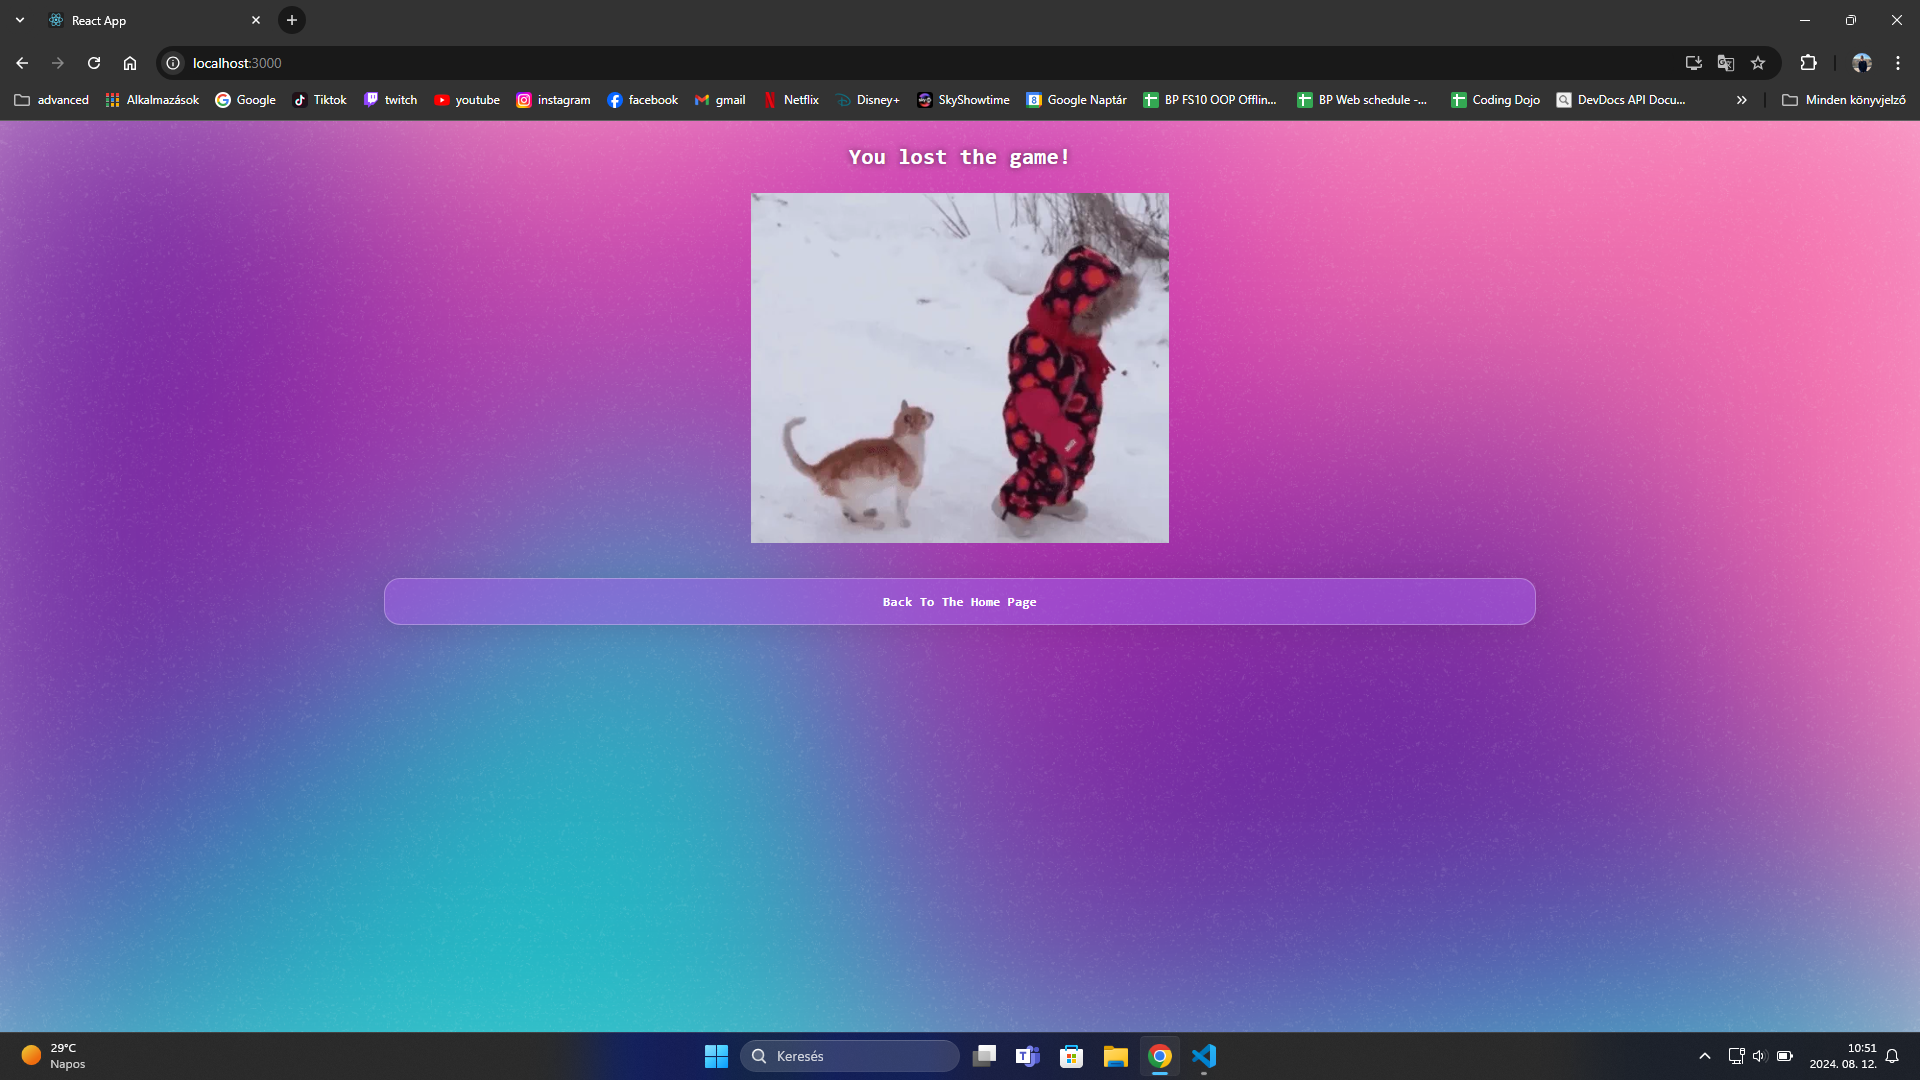 React App
localhost:3000
advanced
Alkalmazások
Google
Tiktok
twitch
youtube
instagram
facebook
gmail
Netflix
Disney+
SkyShowtime
Google Naptár
BP FS10 OOP Offlin...
BP Web schedule -...
Coding Dojo
DevDocs API Docu...
Minden könyvjelző
You lost the game!
Back To The Home Page
29°C
Napos
Keresés
10:51
2024. 08. 12.